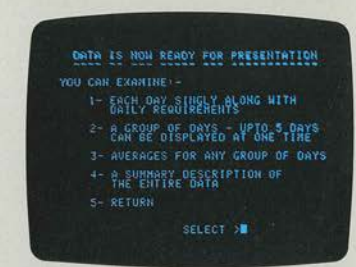 DATA IS NOW READY FOR PRESENTATION
YOU CAN EXAMINE:-
1- EACH DAY SINGLY ALONG WITH
DAILY REQUIREMENTS
2- A GROUP OF DAYS - UPTO 5 DAYS
CAN BE DISPLAYED AT ONE TIME
3- AVERAGES FOR ANY GROUP OF DAYS
4- A SUMMARY DESCRIPTION OF
THE ENTIRE DATA
5- RETURN
SELECT >